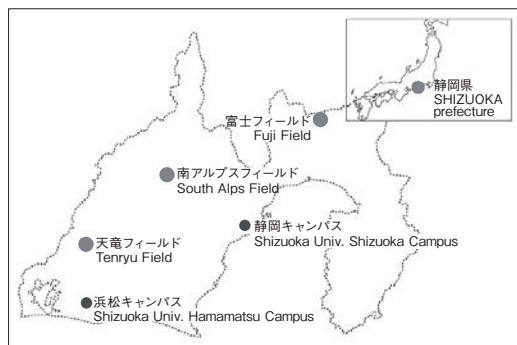 静岡県
SHIZUOKA
prefecture
富士フィールド
Fuji Field
南アルプスフィールド
South Alps Field
静岡キャンパス
Shizuoka Univ. Shizuoka Campus
天竜フィールド
Tenryu Field
浜松キャンパス
Shizuoka Univ. Hamamatsu Campus